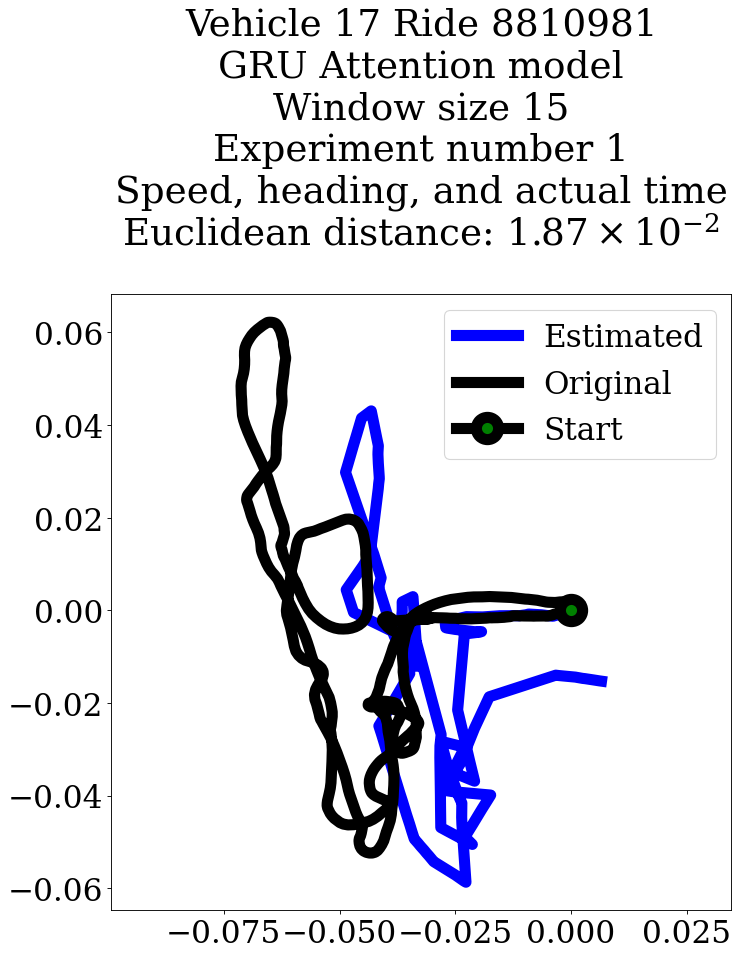 Vehicle 17 Ride 8810981
GRU Attention model
Window size 15
Experiment number 1
Speed, heading, and actual time
Euclidean distance: 1.87 × 10⁻²
Estimated
Original
Start
0.06
0.04
0.02
0.00
−0.02
−0.04
−0.06
−0.075 −0.050 −0.025 0.000 0.025